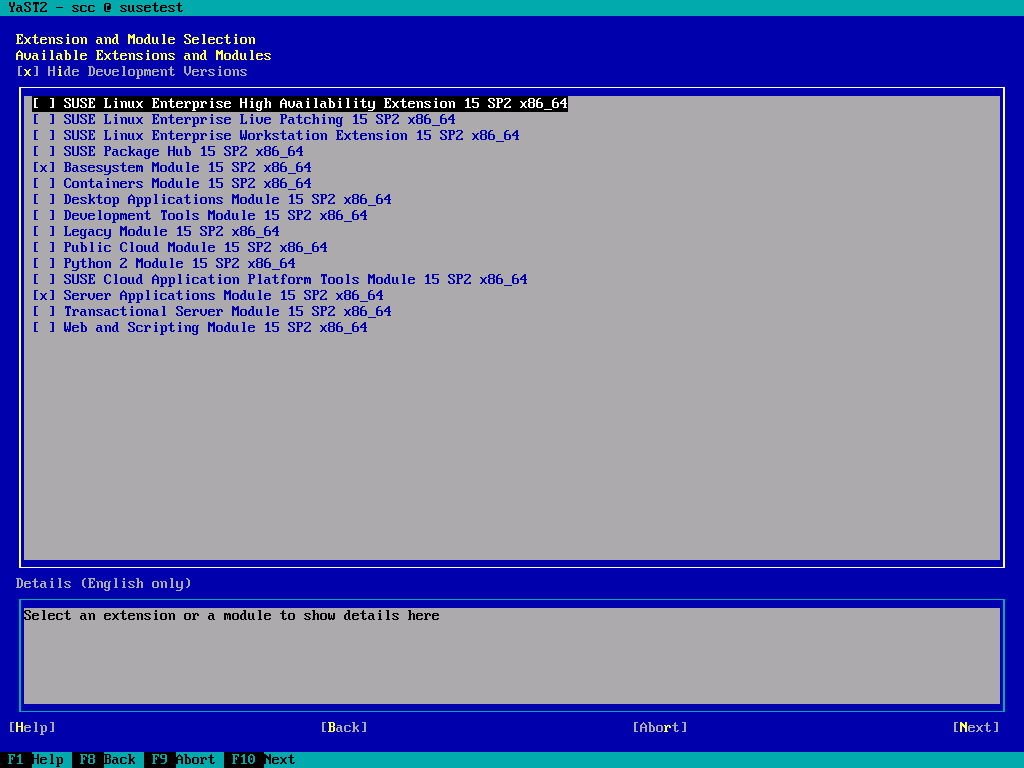 YaST2 - scc @ susetest
Extension and Module Selection
Available Extensions and Modules
[x] Hide Development Versions
[ ] SUSE Linux Enterprise High Availability Extension 15 SP2 x86_64
[ ] SUSE Linux Enterprise Live Patching 15 SP2 x86_64
[ ] SUSE Linux Enterprise Workstation Extension 15 SP2 x86_64
[ ] SUSE Package Hub 15 SP2 x86_64
[x] Basesystem Module 15 SP2 x86_64
[ ] Containers Module 15 SP2 x86_64
[ ] Desktop Applications Module 15 SP2 x86_64
[ ] Development Tools Module 15 SP2 x86_64
[ ] Legacy Module 15 SP2 x86_64
[ ] Public Cloud Module 15 SP2 x86_64
[ ] Python 2 Module 15 SP2 x86_64
[ ] SUSE Cloud Application Platform Tools Module 15 SP2 x86_64
[x] Server Applications Module 15 SP2 x86_64
[ ] Transactional Server Module 15 SP2 x86_64
[ ] Web and Scripting Module 15 SP2 x86_64
Details (English only)
Select an extension or a module to show details here
[Help] [Back] [Abort] [Next]
F1 Help F8 Back F9 Abort F10 Next